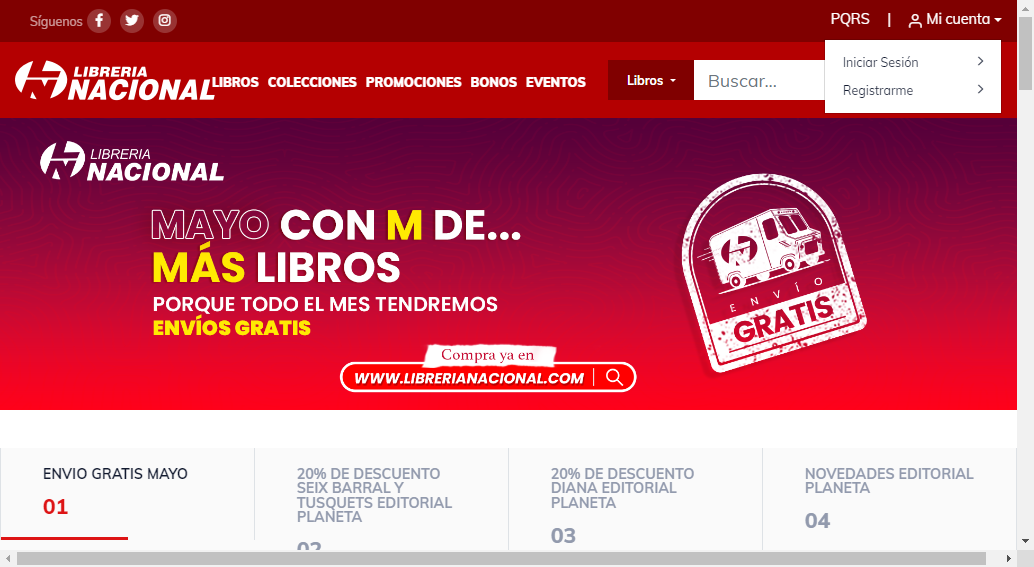 Síguenos
PQRS | Mi cuenta
LIBRERIA
NACIONAL
LIBROS COLECCIONES PROMOCIONES BONOS EVENTOS
Libros
Buscar...
Iniciar Sesión
Registrarme
LIBRERIA
NACIONAL
MAYO CON M DE...
MÁS LIBROS
PORQUE TODO EL MES TENDREMOS
ENVÍOS GRATIS
Compra ya en
WWW.LIBRERIANACIONAL.COM
ENVÍO
GRATIS
ENVIO GRATIS MAYO
01
20% DE DESCUENTO
SEIX BARRAL Y
TUSQUETS EDITORIAL
PLANETA
02
20% DE DESCUENTO
DIANA EDITORIAL
PLANETA
03
NOVEDADES EDITORIAL
PLANETA
04